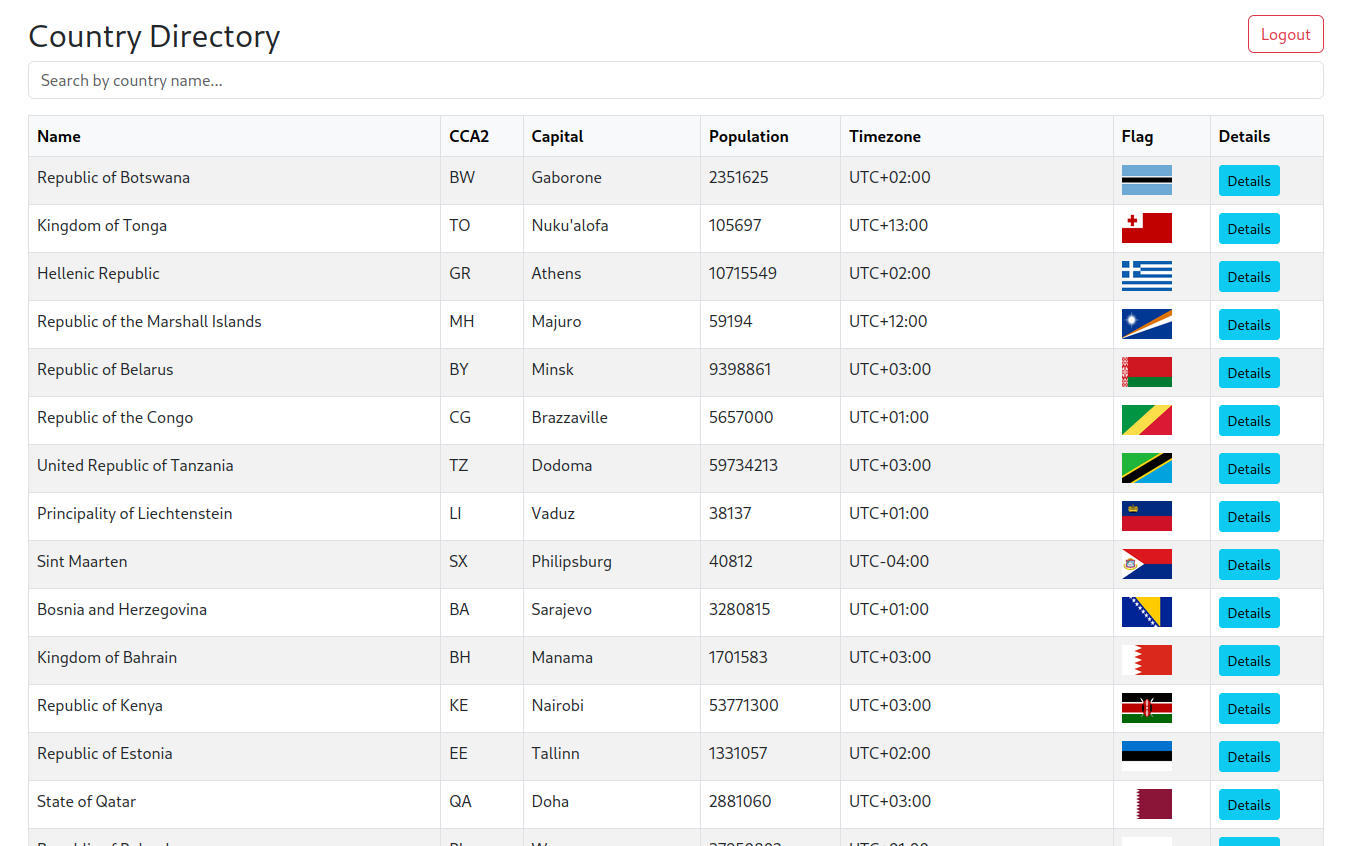 Country Directory Logout
Search by country name...
Name CCA2 Capital Population Timezone Flag Details
Republic of Botswana BW Gaborone 2351625 UTC+02:00 Details
Kingdom of Tonga TO Nuku'alofa 105697 UTC+13:00 Details
Hellenic Republic GR Athens 10715549 UTC+02:00 Details
Republic of the Marshall Islands MH Majuro 59194 UTC+12:00 Details
Republic of Belarus BY Minsk 9398861 UTC+03:00 Details
Republic of the Congo CG Brazzaville 5657000 UTC+01:00 Details
United Republic of Tanzania TZ Dodoma 59734213 UTC+03:00 Details
Principality of Liechtenstein LI Vaduz 38137 UTC+01:00 Details
Sint Maarten SX Philipsburg 40812 UTC-04:00 Details
Bosnia and Herzegovina BA Sarajevo 3280815 UTC+01:00 Details
Kingdom of Bahrain BH Manama 1701583 UTC+03:00 Details
Republic of Kenya KE Nairobi 53771300 UTC+03:00 Details
Republic of Estonia EE Tallinn 1331057 UTC+02:00 Details
State of Qatar QA Doha 2881060 UTC+03:00 Details